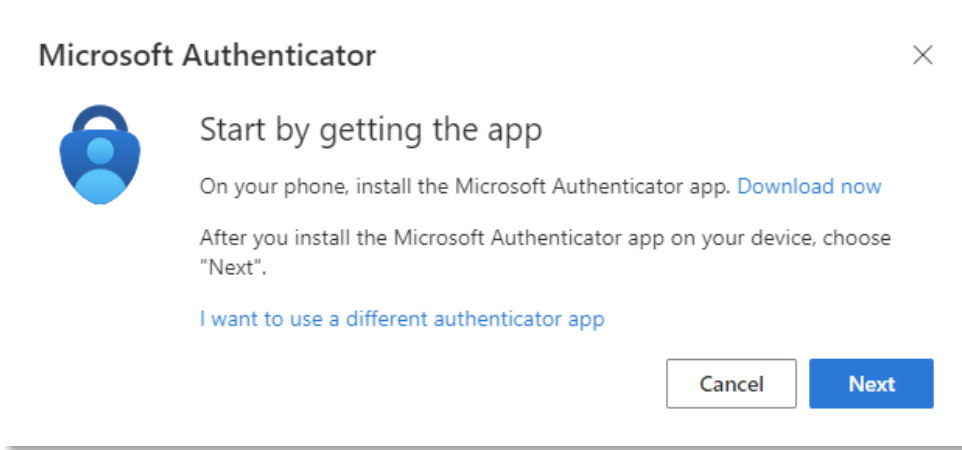 Microsoft Authenticator
Start by getting the app
On your phone, install the Microsoft Authenticator app. Download now
After you install the Microsoft Authenticator app on your device, choose
"Next".
I want to use a different authenticator app
Cancel Next